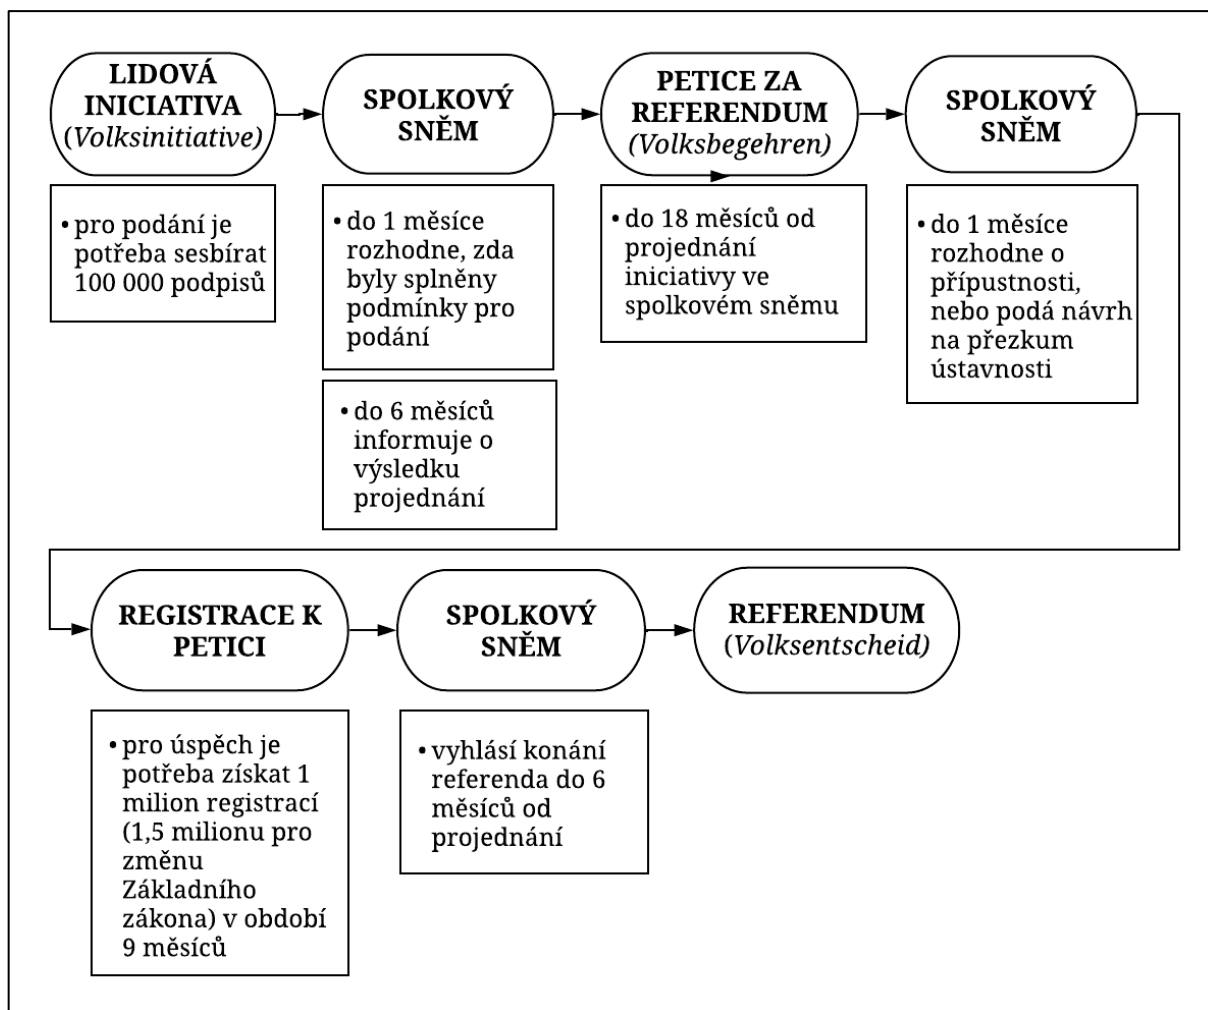 LIDOVÁ
INICIATIVA
(Volksinitiative)
• pro podání je
potřeba sesbírat
100 000 podpisů
SPOLKOVÝ
SNĚM
• do 1 měsíce
rozhodne, zda
byly splněny
podmínky pro
podání
• do 6 měsíců
informuje o
výsledku
projednání
PETICE ZA
REFERENDUM
(Volksbegehren)
• do 18 měsíců od
projednání
iniciativy ve
spolkovém sněmu
SPOLKOVÝ
SNĚM
• do 1 měsíce
rozhodne o
přípustnosti,
nebo podá návrh
na přezkum
ústavnosti
REGISTRACE K
PETICI
• pro úspěch je
potřeba získat 1
milion registrací
(1,5 milionu pro
změnu
Základního
zákona) v období
9 měsíců
SPOLKOVÝ
SNĚM
• vyhlásí konání
referenda do 6
měsíců od
projednání
REFERENDUM
(Volksentscheid)